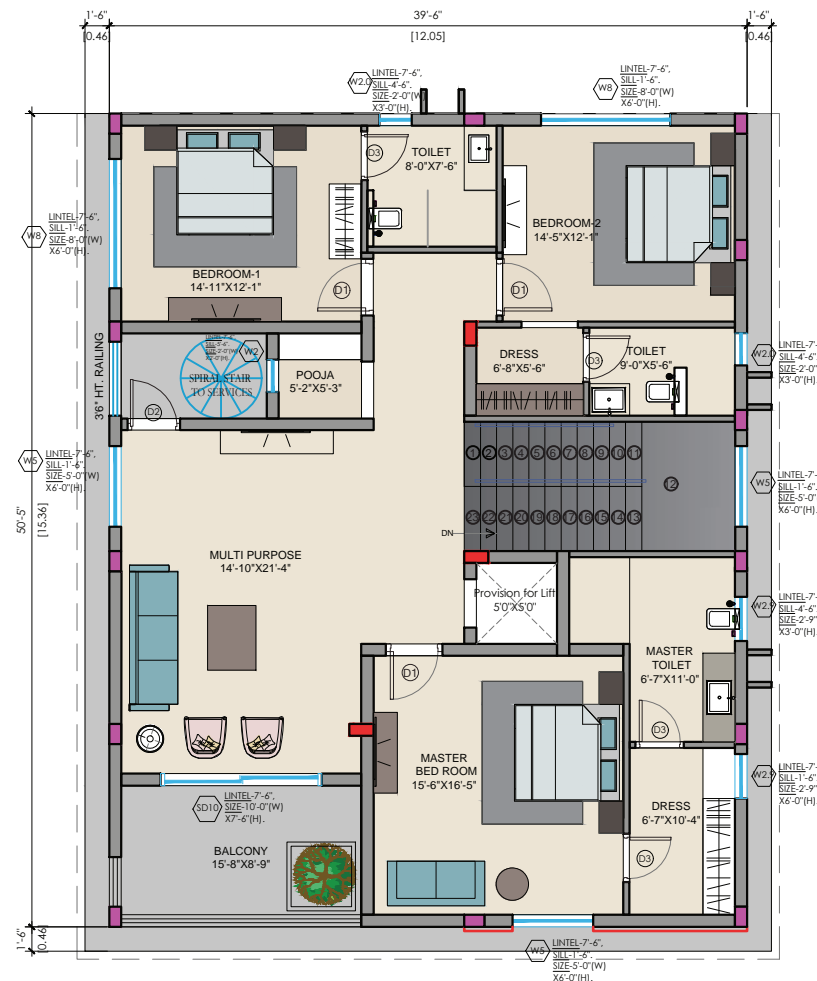 1'-6"
39'-6"
1'-6"
[0.46]
[12.05]
[0.46]
W2.0
LINTEL-7'-6",
SILL-4'-6".
SIZE-2'-0"(W)
X3'-0"(H).
W8
LINTEL-7'-6",
SILL-1'-6".
SIZE-8'-0"(W)
X6'-0"(H).
D3
TOILET
8'-0"X7'-6"
W8
LINTEL-7'-6",
SILL-1'-6".
SIZE-8'-0"(W)
X6'-0"(H).
BEDROOM-1
14'-11"X12'-1"
BEDROOM-2
14'-5"X12'-1"
D1
D1
3'6" HT. RAILING
W2
SPIRAL STAIR
TO SERVICES
POOJA
5'-2"X5'-3"
D2
DRESS
6'-8"X5'-6"
D3
TOILET
9'-0"X5'-6"
W2.0
LINTEL-7'-
SILL-4'-6".
SIZE-2'-0"
X3'-0"(H).
W5
LINTEL-7'-6",
SILL-1'-6".
SIZE-5'-0"(W)
X6'-0"(H).
1 2 3 4 5 6 7 8 9 10 11
12
23 22 21 20 19 18 17 16 15 14 13
DN
W5
LINTEL-7'-
SILL-1'-6".
SIZE-5'-0"
X6'-0"(H).
50'-5"
[15.36]
MULTI PURPOSE
14'-10"X21'-4"
Provision for Lift
5'0"X5'0"
W2.9
LINTEL-7'-
SILL-4'-6".
SIZE-2'-9"
X3'-0"(H).
MASTER
TOILET
6'-7"X11'-0"
D1
D3
MASTER
BED ROOM
15'-6"X16'-5"
W2.9
LINTEL-7'-
SILL-1'-6".
SIZE-2'-9"
X6'-0"(H).
SD10
LINTEL-7'-6",
SIZE-10'-0"(W)
X7'-6"(H).
DRESS
6'-7"X10'-4"
BALCONY
15'-8"X8'-9"
D3
1'-6"
[0.46]
W5
LINTEL-7'-6",
SILL-1'-6".
SIZE-5'-0"(W)
X6'-0"(H).